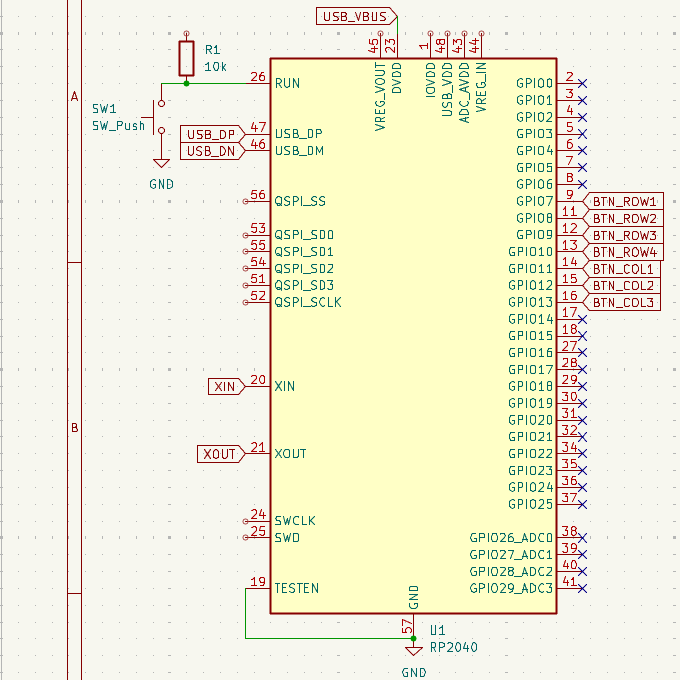 USB_VBUS
45
23
1
48
43
44
VREG_VOUT
DVDD
IOVDD
USB_VDD
ADC_AVDD
VREG_IN
R1
10k
A
SW1
SW_Push
GND
26 RUN
USB_DP 47 USB_DP
USB_DN 46 USB_DM
56 QSPI_SS
53 QSPI_SD0
55 QSPI_SD1
54 QSPI_SD2
51 QSPI_SD3
52 QSPI_SCLK
XIN 20 XIN
B
XOUT 21 XOUT
24 SWCLK
25 SWD
19 TESTEN
GPIO0 2
GPIO1 3
GPIO2 4
GPIO3 5
GPIO4 6
GPIO5 7
GPIO6 8
GPIO7 9 BTN_ROW1
GPIO8 11 BTN_ROW2
GPIO9 12 BTN_ROW3
GPIO10 13 BTN_ROW4
GPIO11 14 BTN_COL1
GPIO12 15 BTN_COL2
GPIO13 16 BTN_COL3
GPIO14 17
GPIO15 18
GPIO16 27
GPIO17 28
GPIO18 29
GPIO19 30
GPIO20 31
GPIO21 32
GPIO22 34
GPIO23 35
GPIO24 36
GPIO25 37
GPIO26_ADC0 38
GPIO27_ADC1 39
GPIO28_ADC2 40
GPIO29_ADC3 41
GND
57
U1
RP2040
GND